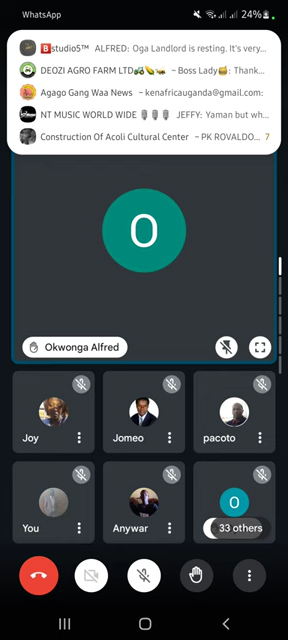 WhatsApp 24%
Bstudio5™ ~ ALFRED: Oga Landlord is resting. It's very...
DEOZI AGRO FARM LTD ~ Boss Lady: Thank...
Agago Gang Waa News ~ kenafricauganda@gmail.com:
NT MUSIC WORLD WIDE JEFFY: Yaman but wh...
Construction Of Acoli Cultural Center ~ PK ROVALDO... 7
O
Okwonga Alfred
Joy
Jomeo
pacoto
You
Anywar
O
33 others